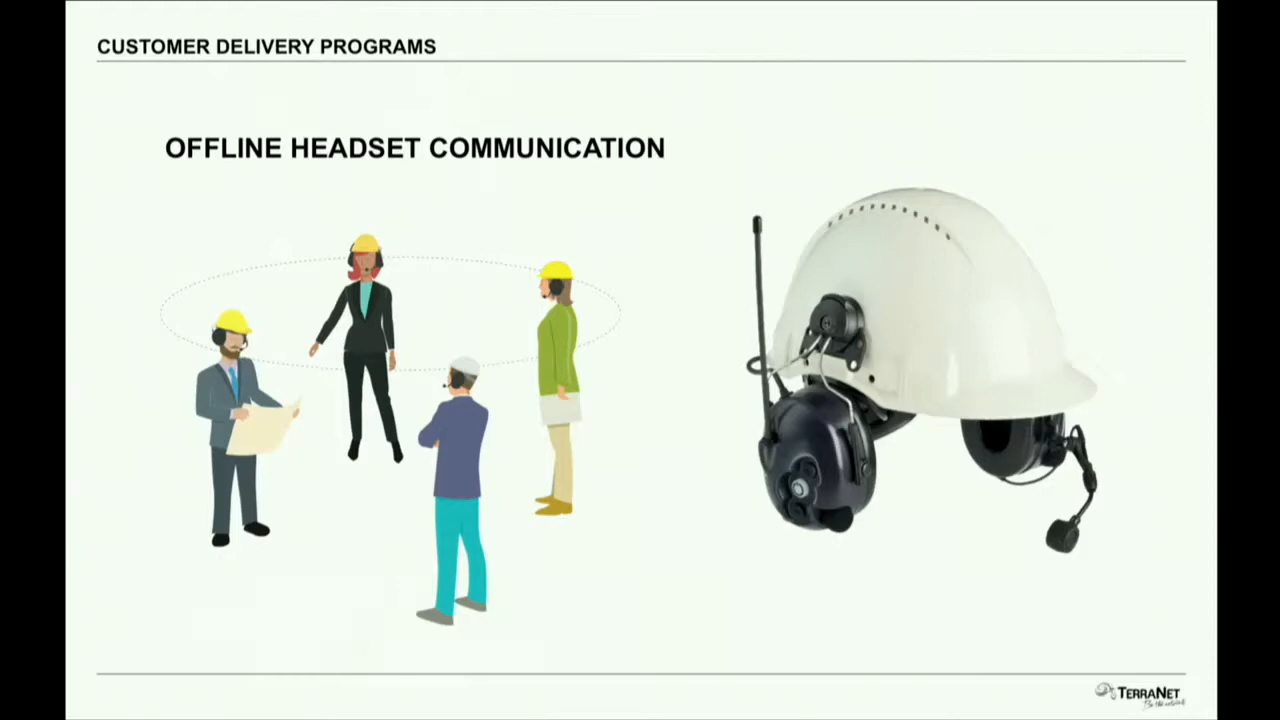 CUSTOMER DELIVERY PROGRAMS
OFFLINE HEADSET COMMUNICATION
TERRANET